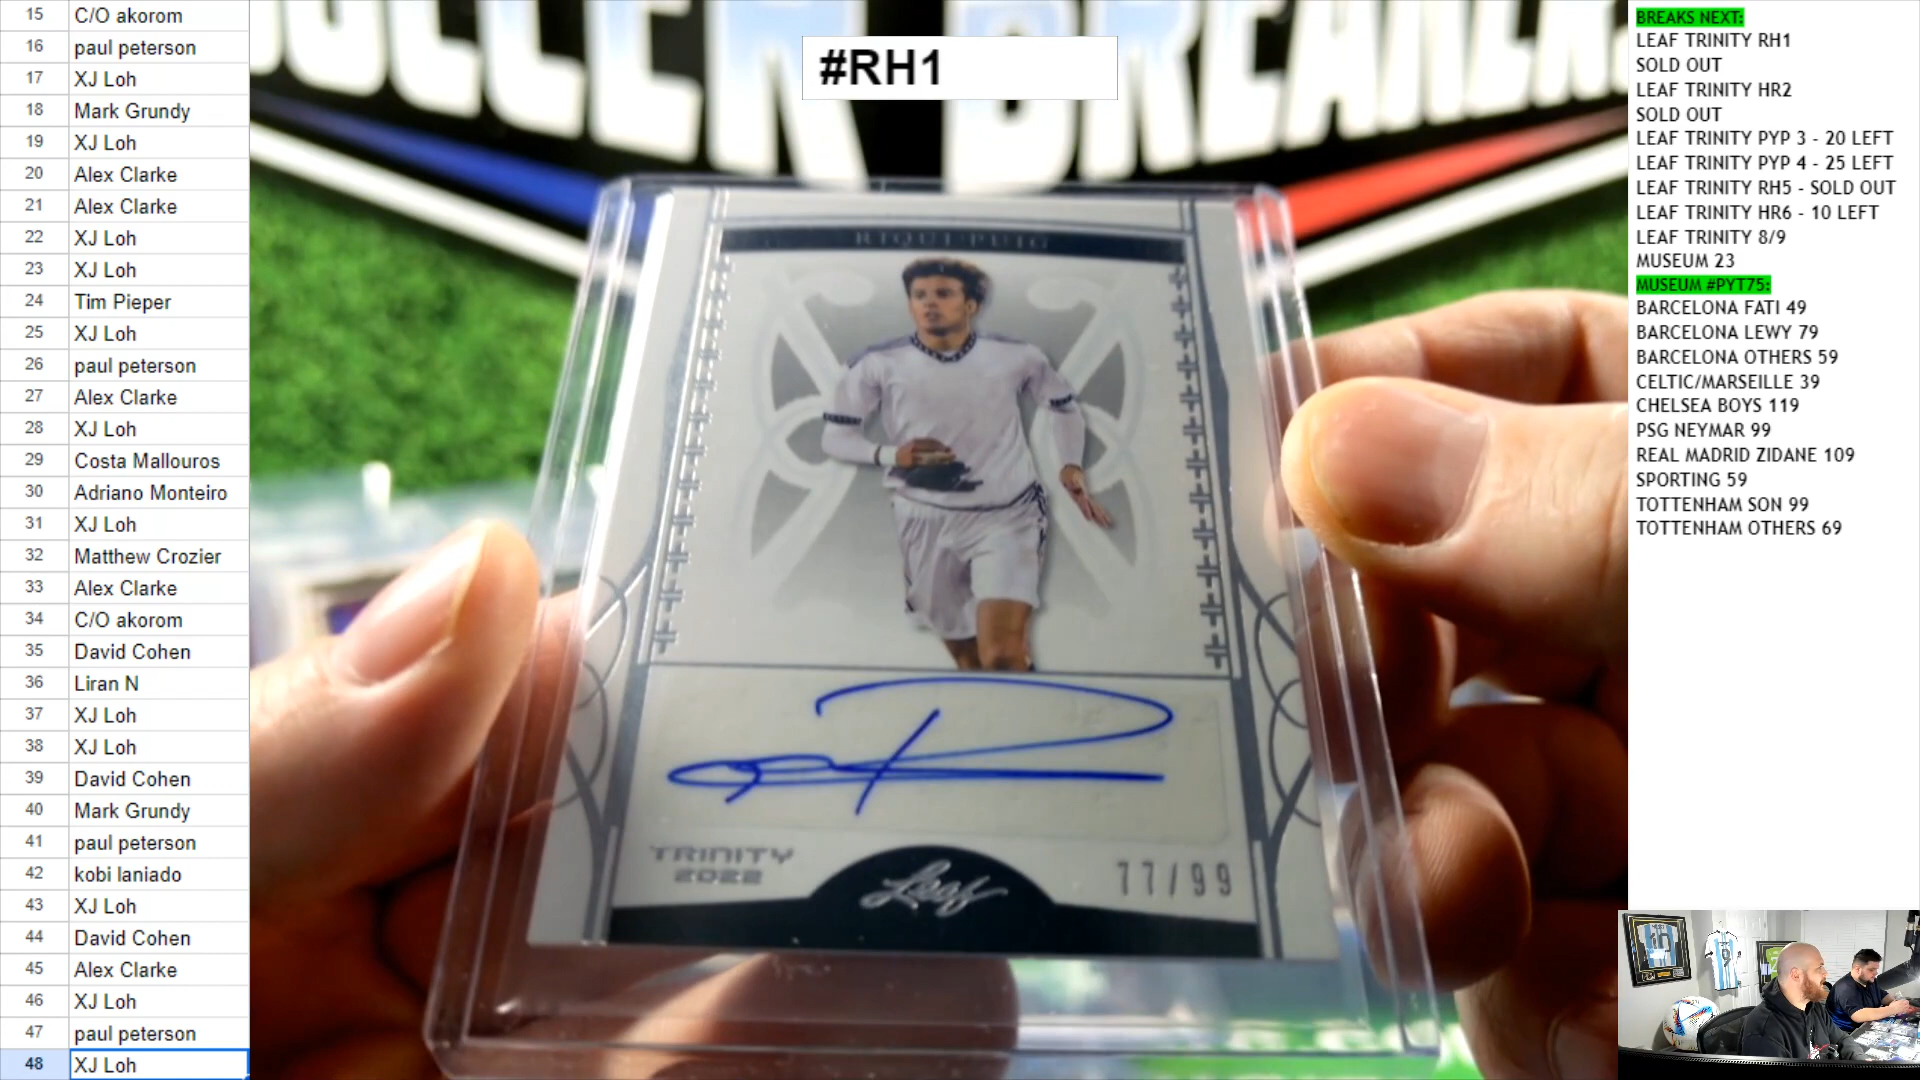 15 C/O akorom
16 paul peterson
17 XJ Loh
18 Mark Grundy
19 XJ Loh
20 Alex Clarke
21 Alex Clarke
22 XJ Loh
23 XJ Loh
24 Tim Pieper
25 XJ Loh
26 paul peterson
27 Alex Clarke
28 XJ Loh
29 Costa Mallouros
30 Adriano Monteiro
31 XJ Loh
32 Matthew Crozier
33 Alex Clarke
34 C/O akorom
35 David Cohen
36 Liran N
37 XJ Loh
38 XJ Loh
39 David Cohen
40 Mark Grundy
41 paul peterson
42 kobi laniado
43 XJ Loh
44 David Cohen
45 Alex Clarke
46 XJ Loh
47 paul peterson
48 XJ Loh
#RH1
RIQUI PUIG
TRINITY
2022
Leaf
77/99
BREAKS NEXT:
LEAF TRINITY RH1
SOLD OUT
LEAF TRINITY HR2
SOLD OUT
LEAF TRINITY PYP 3 - 20 LEFT
LEAF TRINITY PYP 4 - 25 LEFT
LEAF TRINITY RH5 - SOLD OUT
LEAF TRINITY HR6 - 10 LEFT
LEAF TRINITY 8/9
MUSEUM 23
MUSEUM #PYT75:
BARCELONA FATI 49
BARCELONA LEWY 79
BARCELONA OTHERS 59
CELTIC/MARSEILLE 39
CHELSEA BOYS 119
PSG NEYMAR 99
REAL MADRID ZIDANE 109
SPORTING 59
TOTTENHAM SON 99
TOTTENHAM OTHERS 69